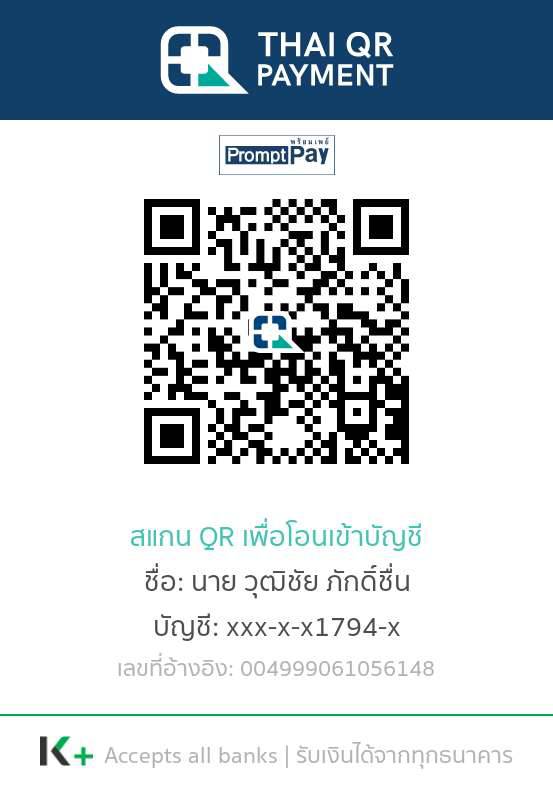 THAI QR
PAYMENT
พร้อมเพย์
PromptPay
สแกน QR เพื่อโอนเข้าบัญชี
ชื่อ: นาย วุฒิชัย ภักดิ์ชื่น
บัญชี: xxx-x-x1794-x
เลขที่อ้างอิง: 004999061056148
K+ Accepts all banks | รับเงินได้จากทุกธนาคาร